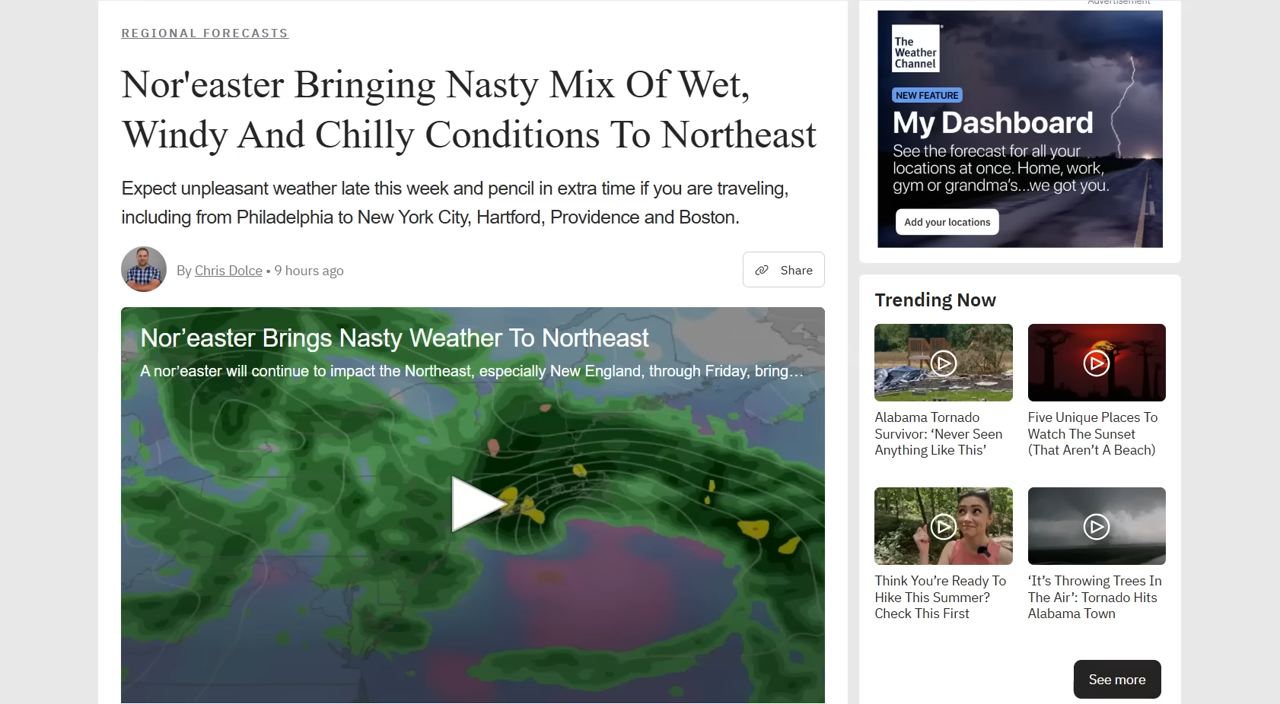 REGIONAL FORECASTS
Nor'easter Bringing Nasty Mix Of Wet,
Windy And Chilly Conditions To Northeast
Expect unpleasant weather late this week and pencil in extra time if you are traveling,
including from Philadelphia to New York City, Hartford, Providence and Boston.
By Chris Dolce • 9 hours ago
Share
Nor’easter Brings Nasty Weather To Northeast
A nor’easter will continue to impact the Northeast, especially New England, through Friday, bring…
Advertisement
The
Weather
Channel
NEW FEATURE
My Dashboard
See the forecast for all your
locations at once. Home, work,
gym or grandma’s...we got you.
Add your locations
Trending Now
Alabama Tornado
Survivor: ‘Never Seen
Anything Like This’
Five Unique Places To
Watch The Sunset
(That Aren’t A Beach)
Think You’re Ready To
Hike This Summer?
Check This First
‘It’s Throwing Trees In
The Air’: Tornado Hits
Alabama Town
See more